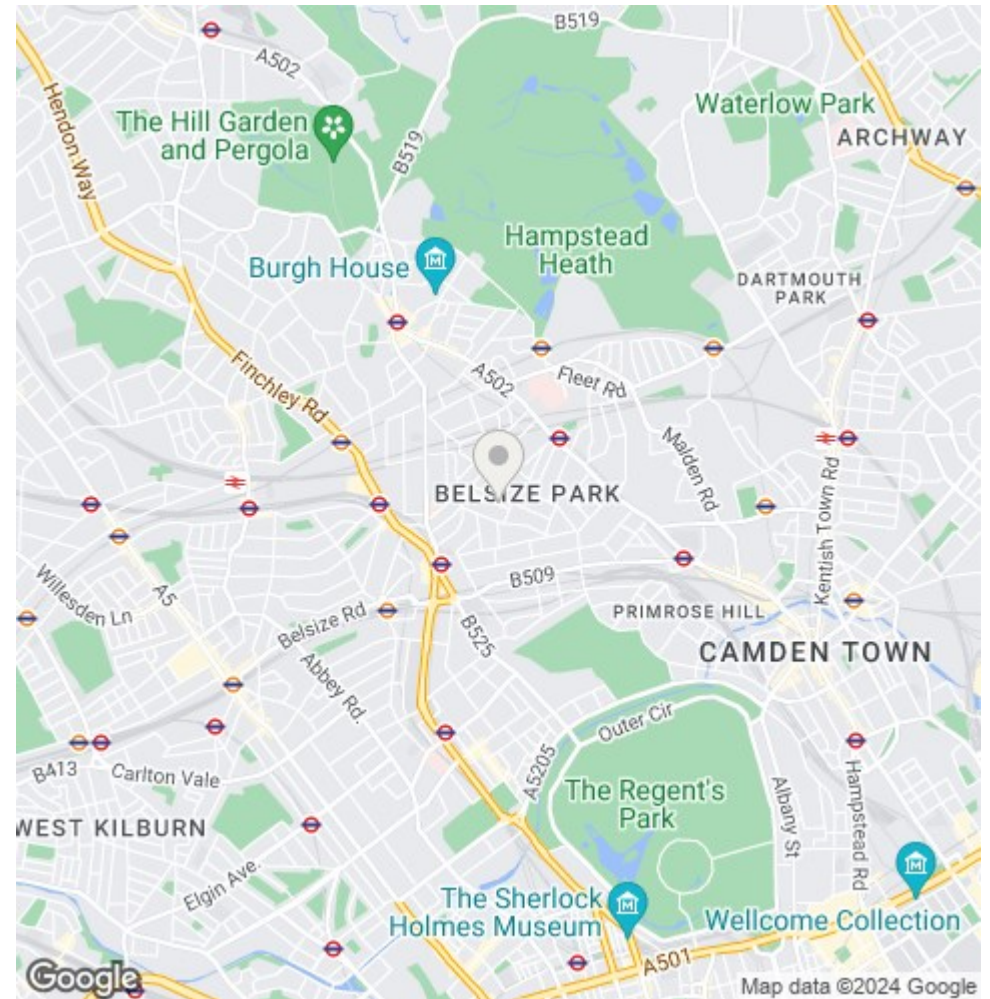 B519
A502
Hendon Way
The Hill Garden
and Pergola
B519
Waterlow Park
ARCHWAY
Hampstead
Heath
Burgh House
DARTMOUTH
PARK
A502
Fleet Rd
Finchley Rd
Malden Rd
BELSIZE PARK
Kentish Town Rd
B509
Willesden Ln
A5
Belsize Rd
PRIMROSE HILL
B525
Abbey Rd.
CAMDEN TOWN
Outer Cir
B413
Carlton Vale
A5205
The Regent's
Park
Albany St
Hampstead Rd
WEST KILBURN
Elgin Ave.
The Sherlock
Holmes Museum
Wellcome Collection
A501
Google
Map data ©2024 Google